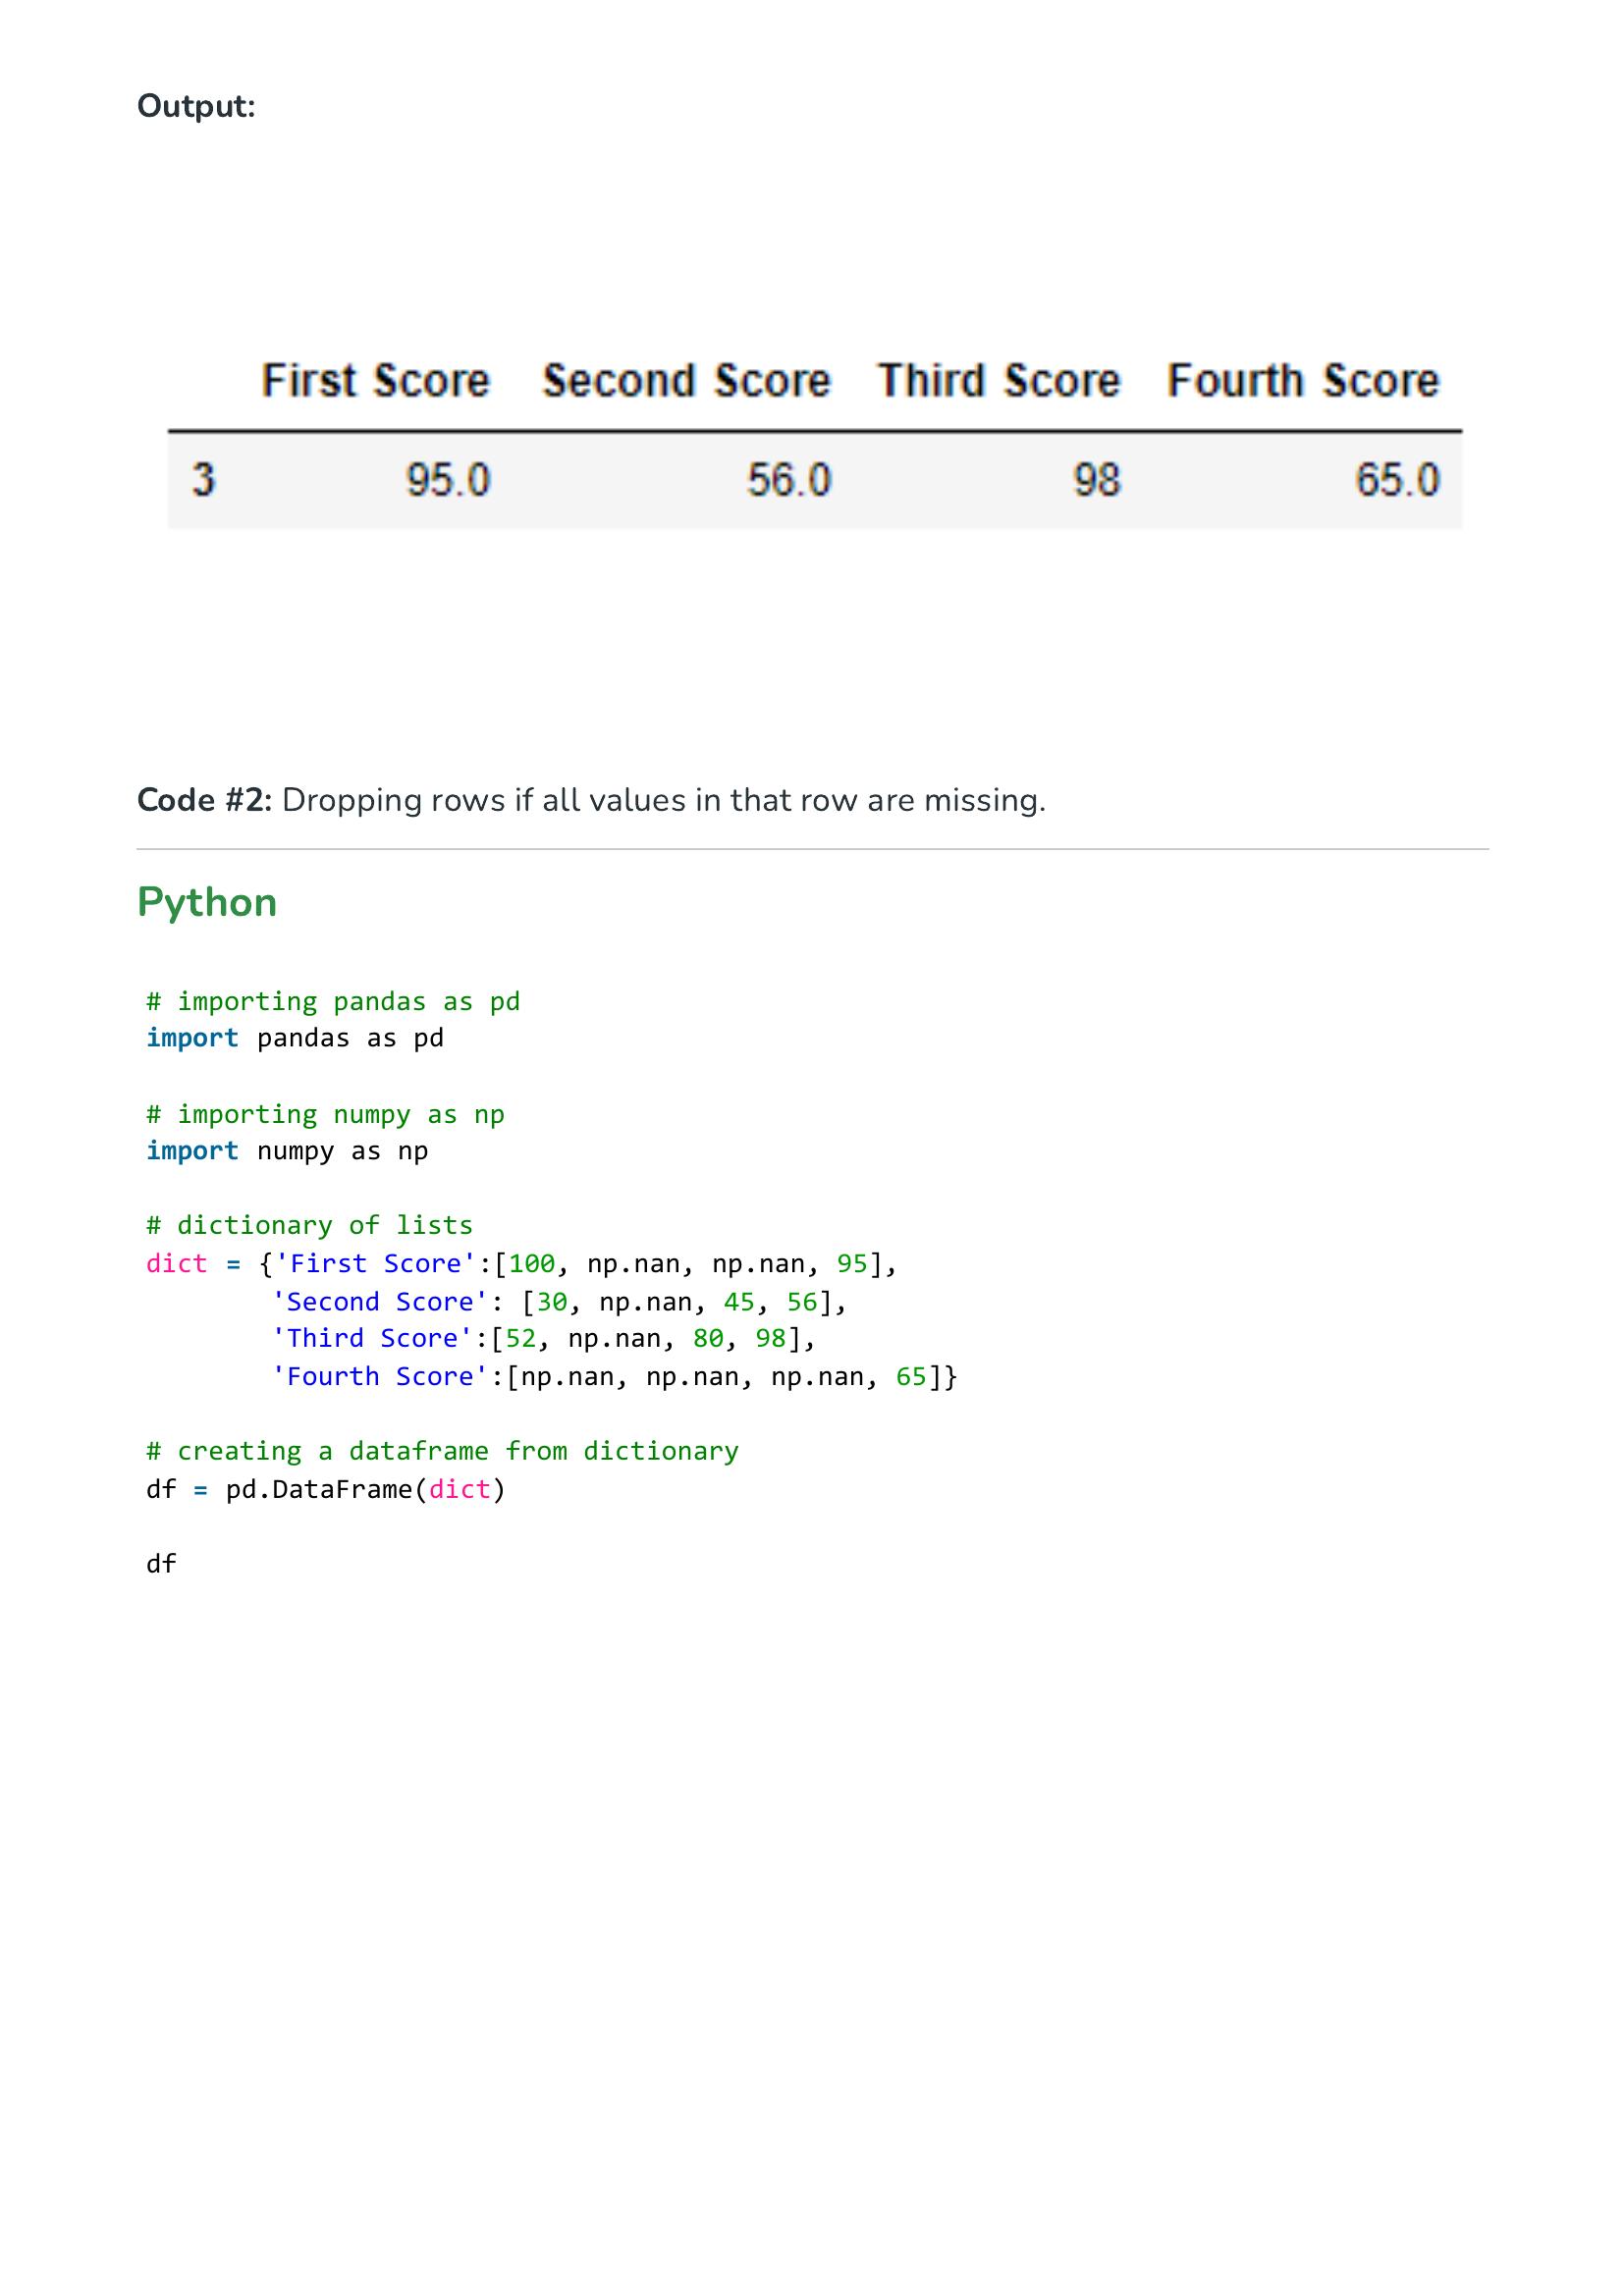 Output:
First Score Second Score Third Score Fourth Score
3 95.0 56.0 98 65.0
Code #2: Dropping rows if all values in that row are missing.
Python
# importing pandas as pd
import pandas as pd
# importing numpy as np
import numpy as np
# dictionary of lists
dict = {'First Score':[100, np.nan, np.nan, 95],
'Second Score': [30, np.nan, 45, 56],
'Third Score':[52, np.nan, 80, 98],
'Fourth Score':[np.nan, np.nan, np.nan, 65]}
# creating a dataframe from dictionary
df = pd.DataFrame(dict)
df